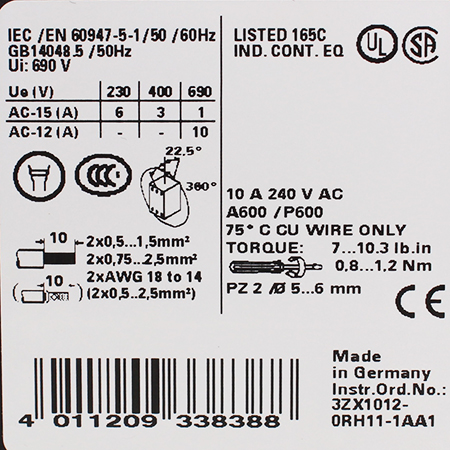 IEC /EN 60947-5-1/50 /60Hz
GB14048.5 /50Hz
Ui: 690 V
Ue (V) 230 400 690
AC-15 (A) 6 3 1
AC-12 (A) - - 10
LISTED 165C
IND. CONT. EQ
UL
SA
CCC
22.5°
360°
10 A 240 V AC
A600 /P600
75° C CU WIRE ONLY
TORQUE: 7...10.3 lb.in
0,8...1,2 Nm
PZ 2 /Ø 5...6 mm
CE
10 2x0,5...1,5mm²
2x0,75...2,5mm²
2xAWG 18 to 14
10 (2x0,5...2,5mm²)
4 011209 338388
Made
in Germany
Instr.Ord.No.:
3ZX1012-
0RH11-1AA1